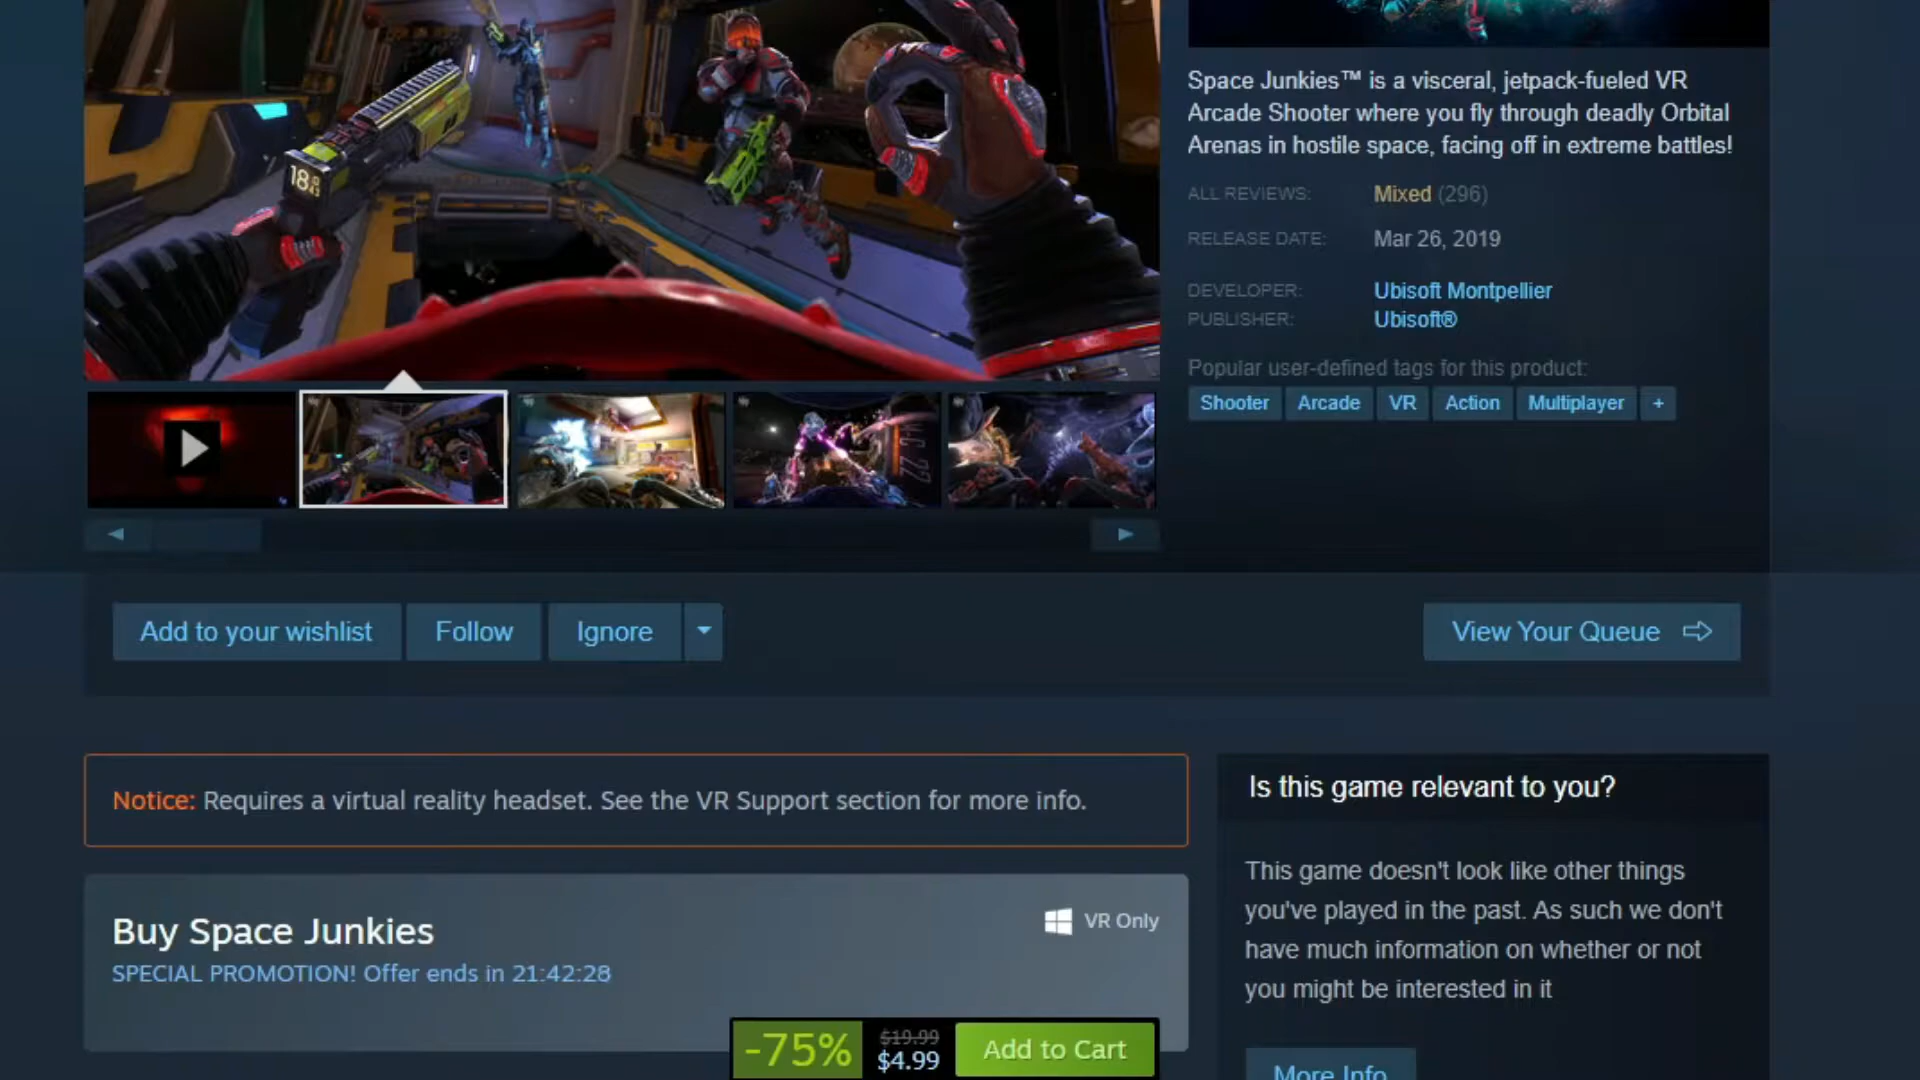 18
Space Junkies™ is a visceral, jetpack-fueled VR
Arcade Shooter where you fly through deadly Orbital
Arenas in hostile space, facing off in extreme battles!
ALL REVIEWS: Mixed (296)
RELEASE DATE: Mar 26, 2019
DEVELOPER: Ubisoft Montpellier
PUBLISHER: Ubisoft®
Popular user-defined tags for this product:
Shooter Arcade VR Action Multiplayer +
Add to your wishlist Follow Ignore View Your Queue
Notice: Requires a virtual reality headset. See the VR Support section for more info.
Is this game relevant to you?
This game doesn't look like other things
you've played in the past. As such we don't
have much information on whether or not
you might be interested in it
More Info
Buy Space Junkies
VR Only
SPECIAL PROMOTION! Offer ends in 21:42:28
-75% $19.99 $4.99 Add to Cart